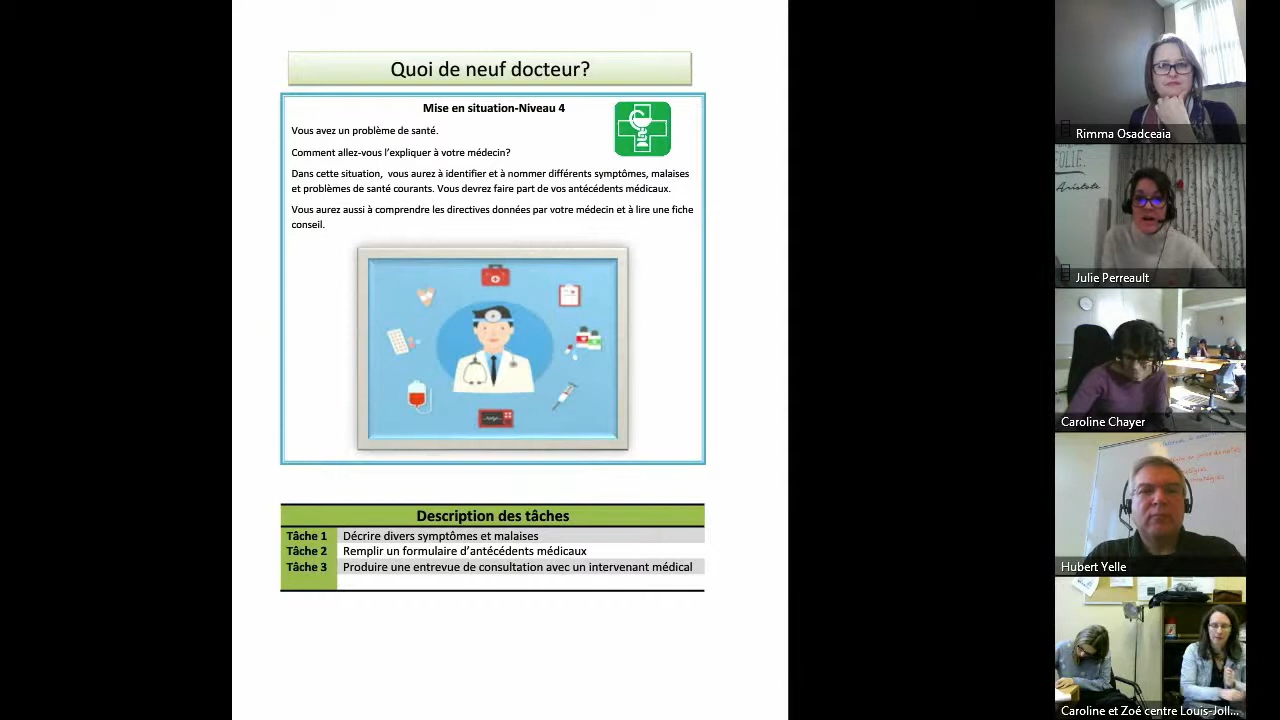 Quoi de neuf docteur?
Mise en situation-Niveau 4
Vous avez un problème de santé.
Comment allez-vous l'expliquer à votre médecin?
Dans cette situation, vous aurez à identifier et à nommer différents symptômes, malaises
et problèmes de santé courants. Vous devrez faire part de vos antécédents médicaux.
Vous aurez aussi à comprendre les directives données par votre médecin et à lire une fiche
conseil.
Description des tâches
Tâche 1 Décrire divers symptômes et malaises
Tâche 2 Remplir un formulaire d'antécédents médicaux
Tâche 3 Produire une entrevue de consultation avec un intervenant médical
Rimma Osadceaia
FOLIE.
Aristote
Julie Perreault
Caroline Chayer
Hubert Yelle
Caroline et Zoé centre Louis-Joll...